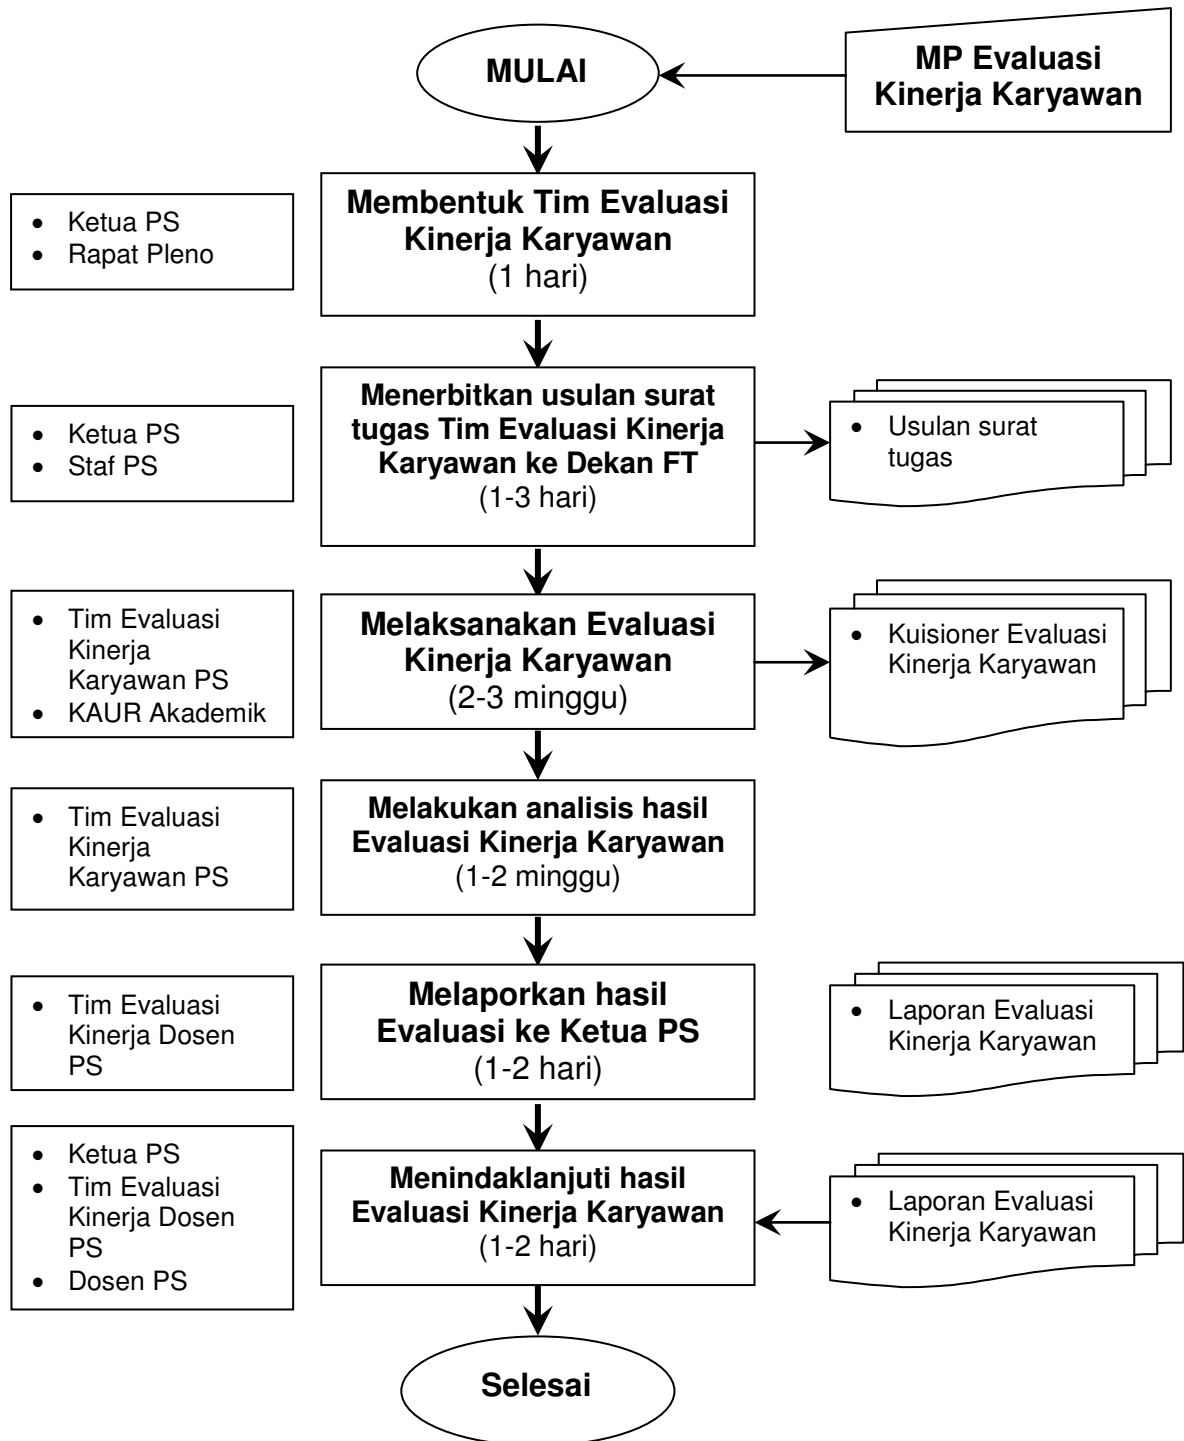 MULAI
MP Evaluasi
Kinerja Karyawan
• Ketua PS
• Rapat Pleno
Membentuk Tim Evaluasi
Kinerja Karyawan
(1 hari)
• Ketua PS
• Staf PS
Menerbitkan usulan surat
tugas Tim Evaluasi Kinerja
Karyawan ke Dekan FT
(1-3 hari)
• Usulan surat
tugas
• Tim Evaluasi
Kinerja
Karyawan PS
• KAUR Akademik
Melaksanakan Evaluasi
Kinerja Karyawan
(2-3 minggu)
• Kuisioner Evaluasi
Kinerja Karyawan
• Tim Evaluasi
Kinerja
Karyawan PS
Melakukan analisis hasil
Evaluasi Kinerja Karyawan
(1-2 minggu)
• Tim Evaluasi
Kinerja Dosen
PS
Melaporkan hasil
Evaluasi ke Ketua PS
(1-2 hari)
• Laporan Evaluasi
Kinerja Karyawan
• Ketua PS
• Tim Evaluasi
Kinerja Dosen
PS
• Dosen PS
Menindaklanjuti hasil
Evaluasi Kinerja Karyawan
(1-2 hari)
• Laporan Evaluasi
Kinerja Karyawan
Selesai